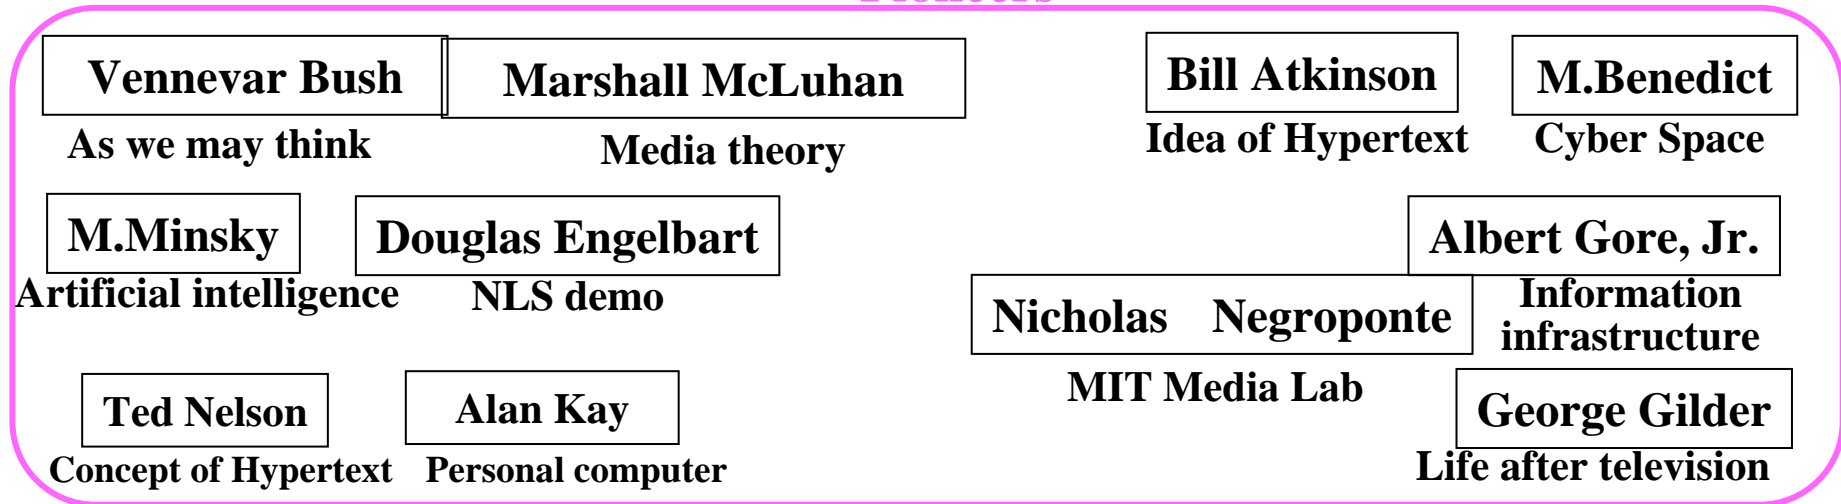 Pioneers
Vennevar Bush
As we may think
Marshall McLuhan
Media theory
Bill Atkinson
Idea of Hypertext
M.Benedict
Cyber Space
M.Minsky
Artificial intelligence
Douglas Engelbart
NLS demo
Albert Gore, Jr.
Information
infrastructure
Nicholas Negroponte
MIT Media Lab
Ted Nelson
Concept of Hypertext
Alan Kay
Personal computer
George Gilder
Life after television